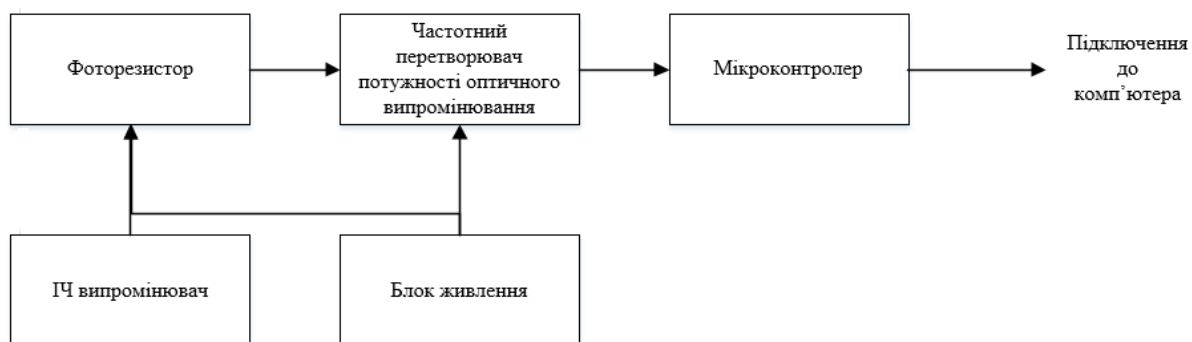 Фоторезистор
Частотний
перетворювач
потужності оптичного
випромінювання
Мікроконтролер
Підключення
до
комп’ютера
ІЧ випромінювач
Блок живлення